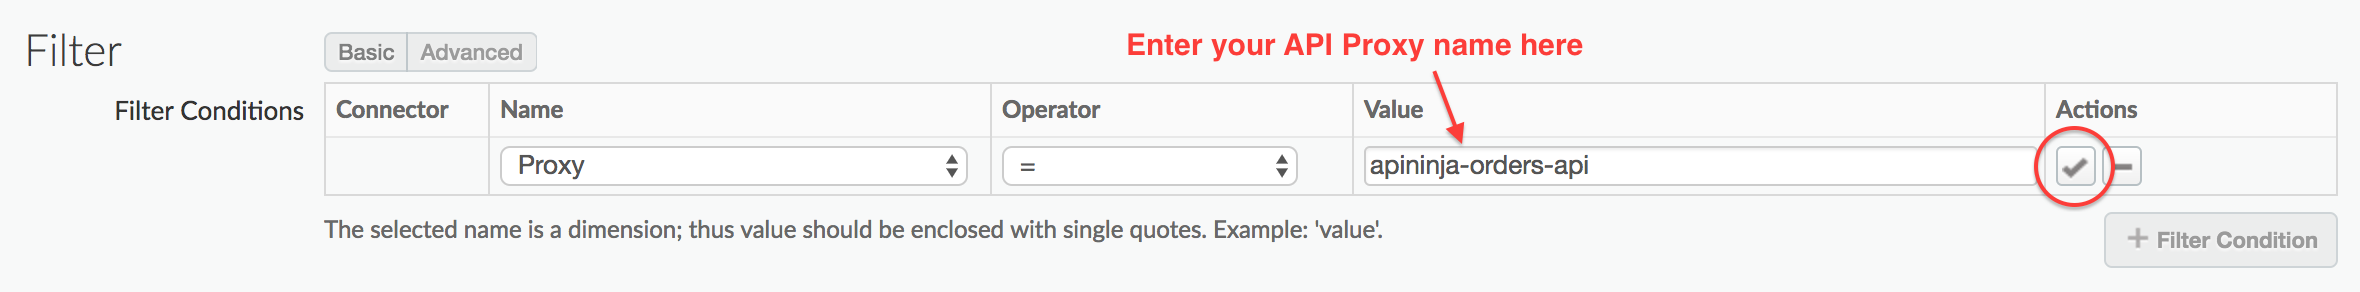 Filter
Basic Advanced
Enter your API Proxy name here
Filter Conditions
Connector Name Operator Value Actions
Proxy = apininja-orders-api
The selected name is a dimension; thus value should be enclosed with single quotes. Example: 'value'.
+ Filter Condition